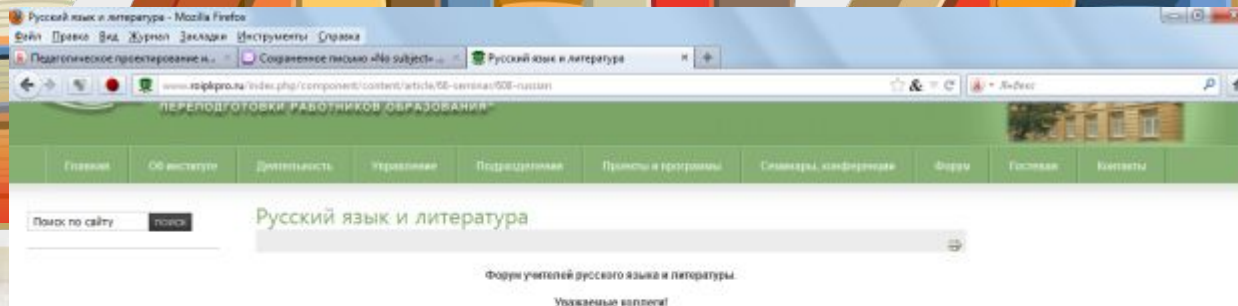 Русский язык и литература - Mozilla Firefox
Файл Правка Вид Журнал Закладки Инструменты Справка
Педагогическое проектирование и... Сохраненное письмо «No subject» ... Русский язык и литература
www.roipkpro.ru/index.php/component/content/article/68-seminar/608-russian Яндекс
ПЕРЕПОДГОТОВКИ РАБОТНИКОВ ОБРАЗОВАНИЯ"
Главная Об институте Деятельность Управление Подразделения Проекты и программы Семинары, конференции Форум Гостевая Контакты
Поиск по сайту ПОИСК
Русский язык и литература
Форум учителей русского языка и литературы.
Уважаемые коллеги!